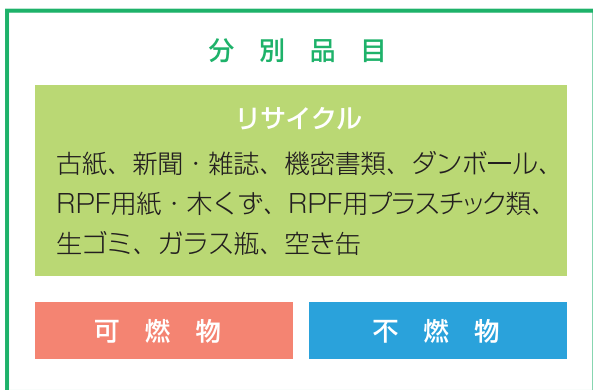 分別品目
リサイクル
古紙、新聞・雑誌、機密書類、ダンボール、
RPF用紙・木くず、RPF用プラスチック類、
生ゴミ、ガラス瓶、空き缶
可燃物
不燃物